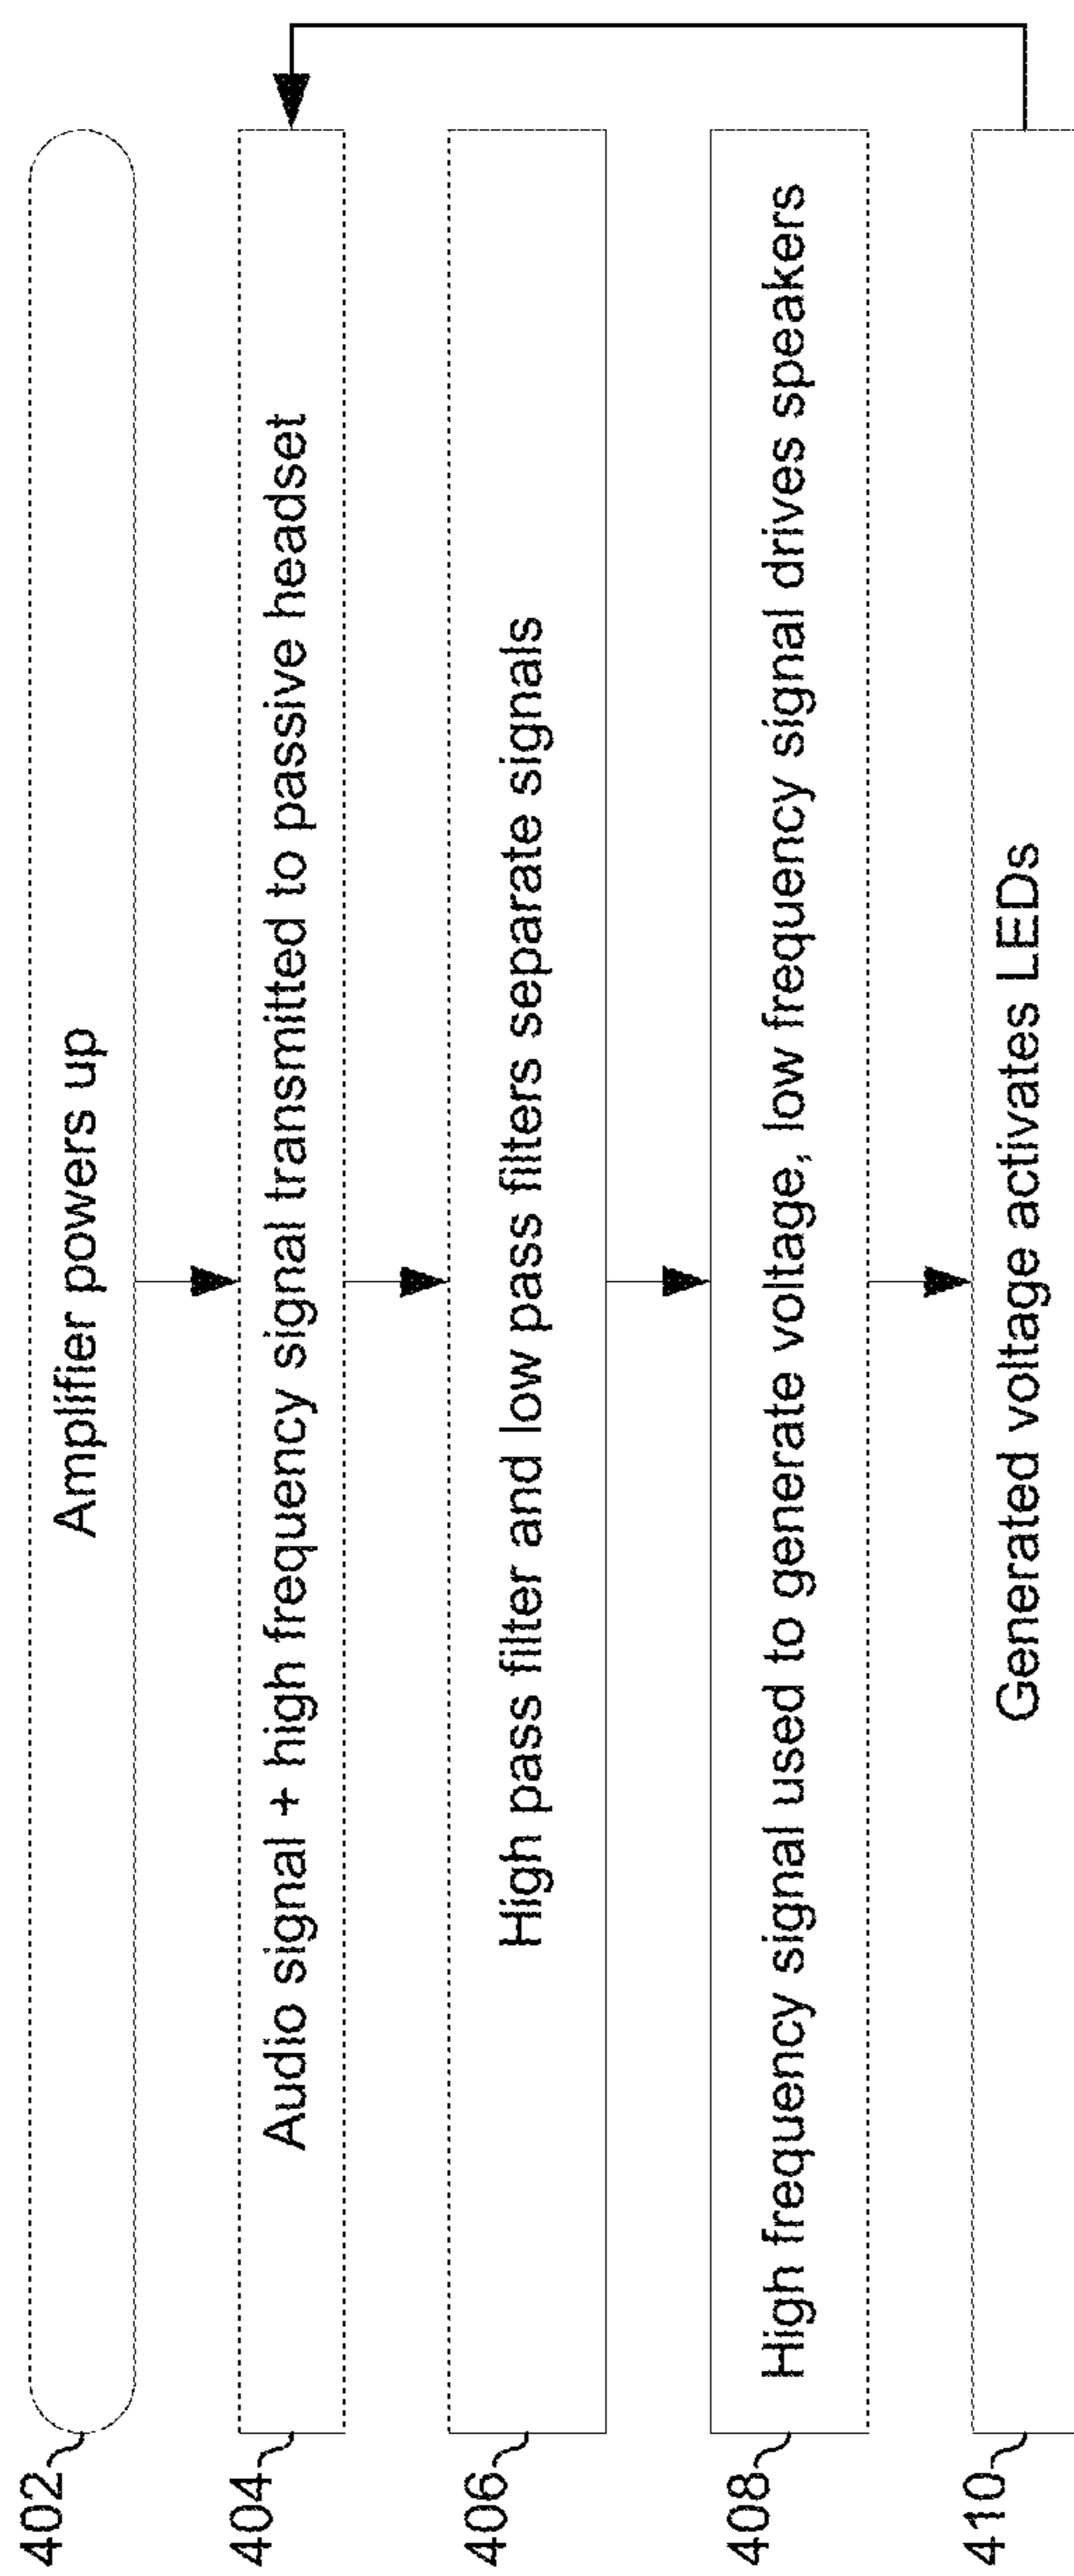 402
Amplifier powers up
404
Audio signal + high frequency signal transmitted to passive headset
406
High pass filter and low pass filters separate signals
408
High frequency signal used to generate voltage, low frequency signal drives speakers
410
Generated voltage activates LEDs